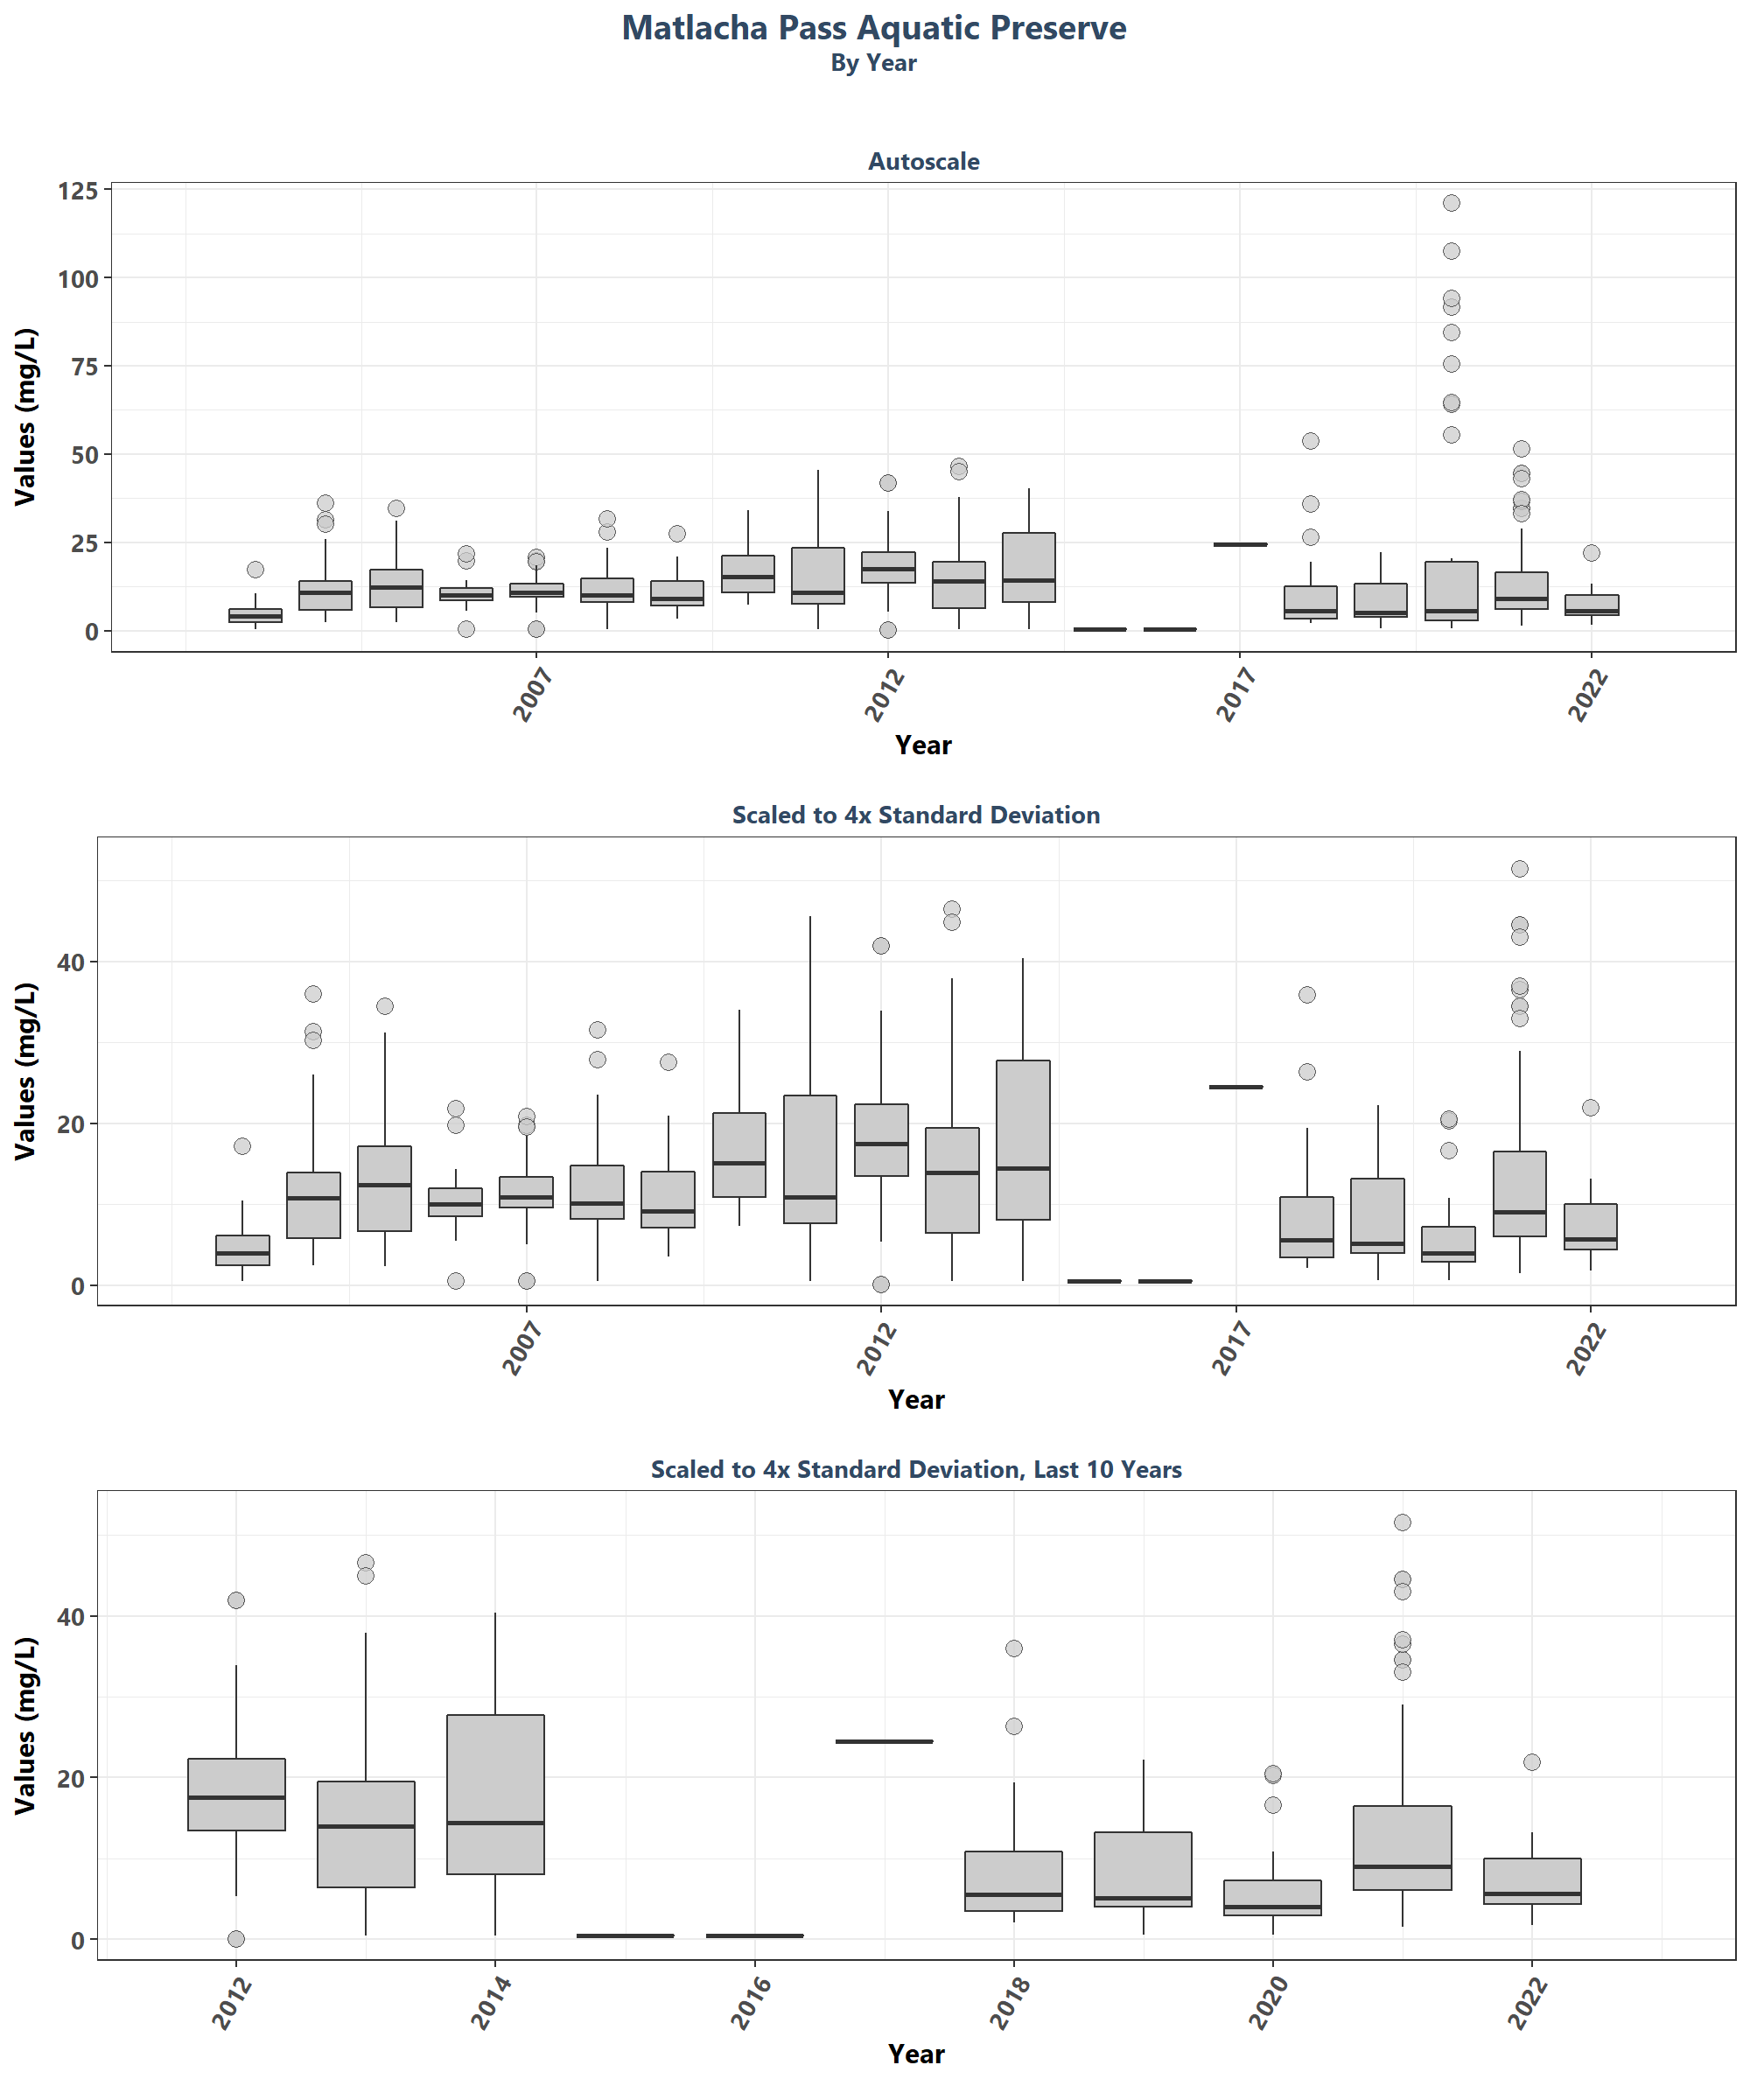 Matlacha Pass Aquatic Preserve
By Year
Autoscale
Values (mg/L)
125
100
75
50
25
0
2007
2012
2017
2022
Year
Scaled to 4x Standard Deviation
Values (mg/L)
40
20
0
2007
2012
2017
2022
Year
Scaled to 4x Standard Deviation, Last 10 Years
Values (mg/L)
40
20
0
2012
2014
2016
2018
2020
2022
Year